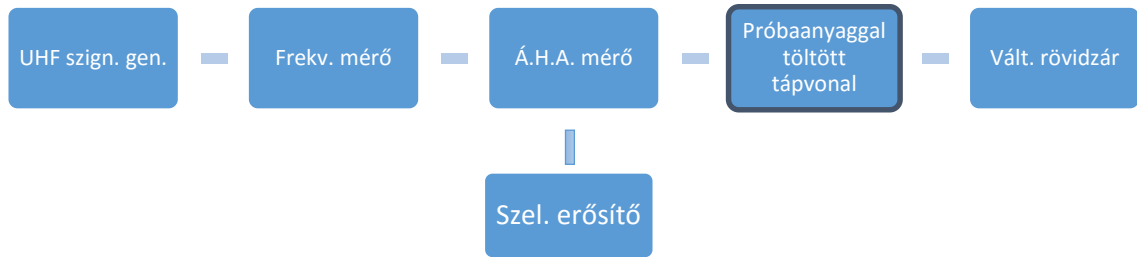 UHF szign. gen.
Frekv. mérő
Á.H.A. mérő
Próbaanyaggal
töltött
tápvonal
Vált. rövidzár
Szel. erősítő